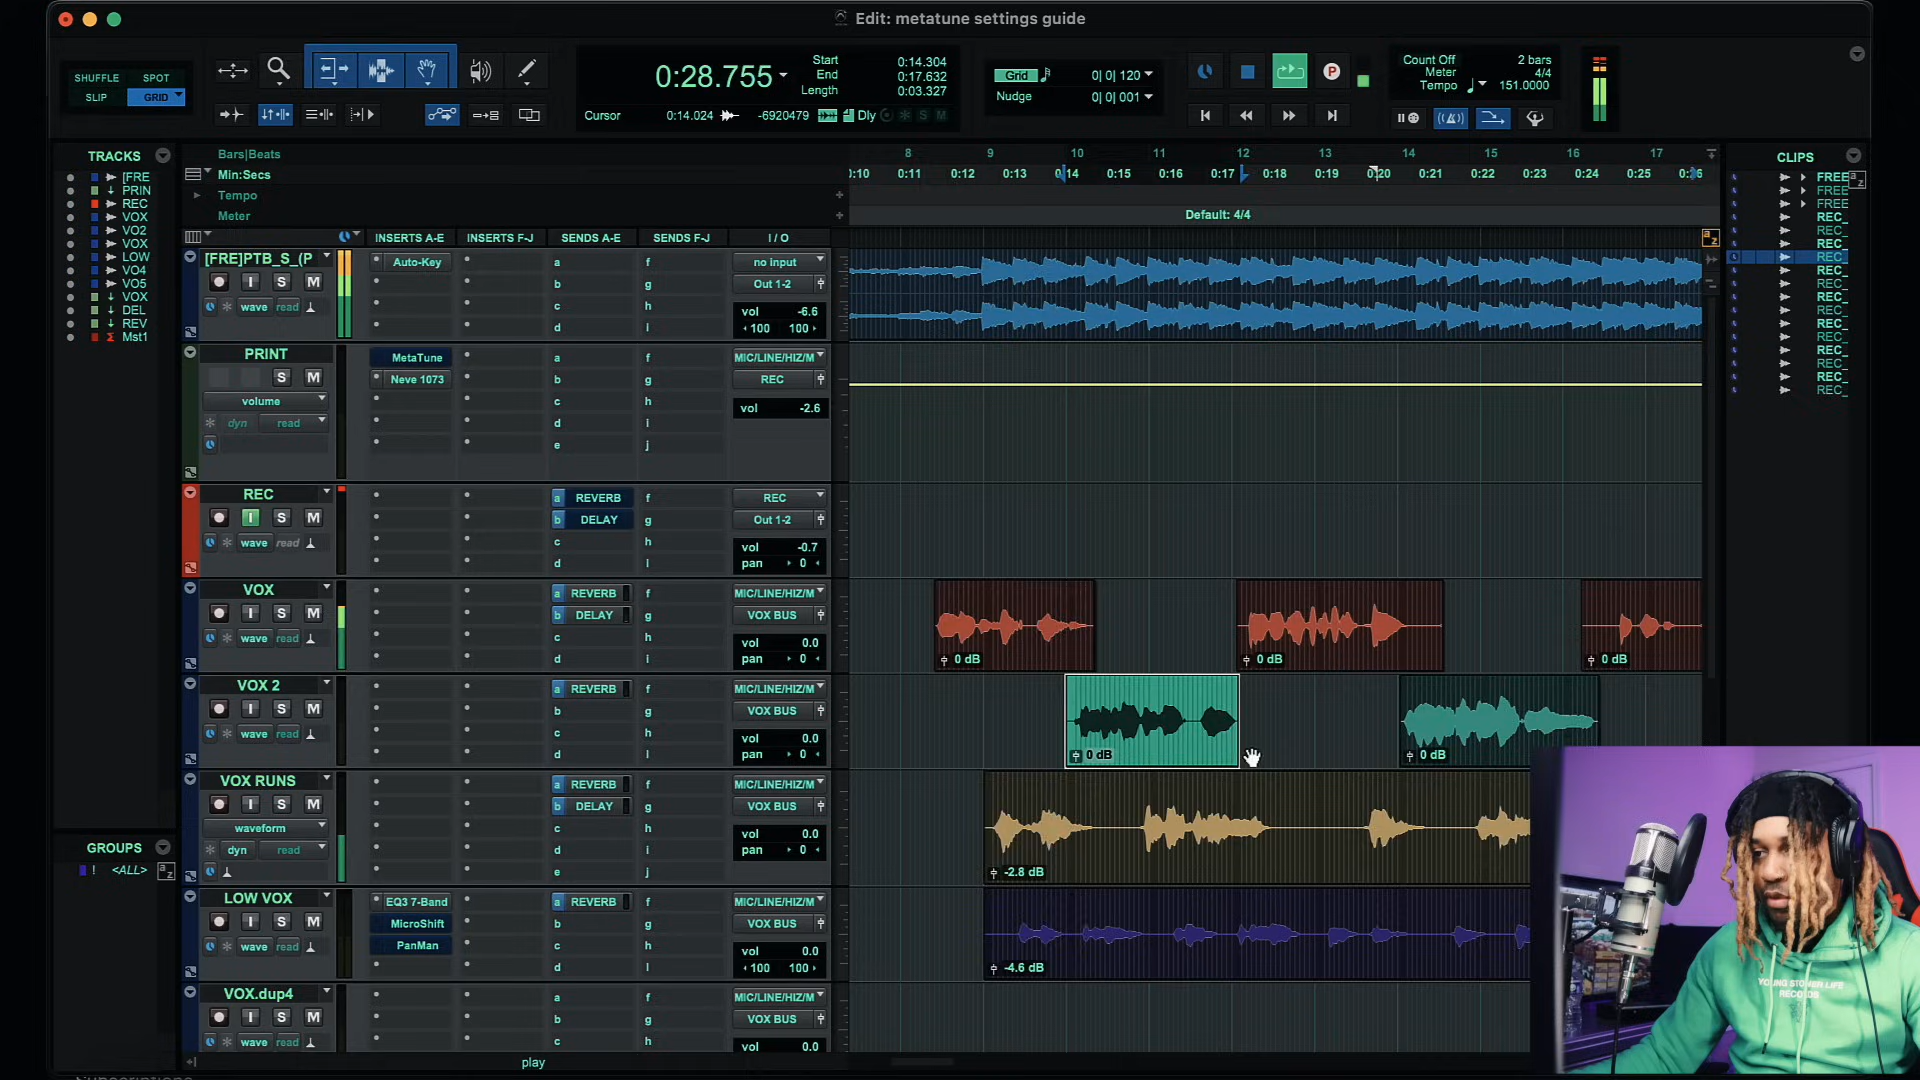 Edit: metatune settings guide
SHUFFLE SPOT
SLIP GRID
0:28.755
Start 0:14.304
End 0:17.632
Length 0:03.327
Cursor 0:14.024 -6920479 Dly S M
Grid 0| 0| 120
Nudge 0| 0| 001
P
Count Off 2 bars
Meter 4/4
Tempo 151.0000
TRACKS
[FRE
PRIN
REC
VOX
VO2
VOX
LOW
VO4
VO5
VOX
DEL
REV
Mst1
GROUPS
! <ALL> a z
Bars|Beats
Min:Secs
Tempo
Meter
8 9 10 11 12 13 14 15 16 17
0:10 0:11 0:12 0:13 0:14 0:15 0:16 0:17 0:18 0:19 0:20 0:21 0:22 0:23 0:24 0:25 0:26
Default: 4/4
INSERTS A-E INSERTS F-J SENDS A-E SENDS F-J I / O
[FRE]PTB_S_(P Auto-Key a f no input
S M b g Out 1-2
wave read c h vol -6.6
d i 100 100
PRINT MetaTune a f MIC/LINE/HIZ/M
S M Neve 1073 b g REC
volume c h vol -2.6
dyn read d i
e j
REC a REVERB f REC
I S M b DELAY g Out 1-2
wave read c h vol -0.7
d i pan 0
VOX a REVERB f MIC/LINE/HIZ/M
I S M b DELAY g VOX BUS
wave read c h vol 0.0
d i pan 0
0 dB 0 dB 0 dB
VOX 2 a REVERB f MIC/LINE/HIZ/M
I S M b g VOX BUS
wave read c h vol 0.0
d i pan 0
0 dB 0 dB
VOX RUNS a REVERB f MIC/LINE/HIZ/M
I S M b DELAY g VOX BUS
waveform c h vol 0.0
dyn read d i pan 0
e j
-2.8 dB
LOW VOX EQ3 7-Band a REVERB f MIC/LINE/HIZ/M
I S M MicroShift b g VOX BUS
wave read PanMan c h vol 0.0
d i 100 100
-4.6 dB
VOX.dup4 a f MIC/LINE/HIZ/M
I S M b g VOX BUS
wave read c h vol 0.0
play
CLIPS
FREE
FREE
FREE
REC_
REC_
REC_
REC_
REC_
REC_
REC_
REC_
REC_
REC_
REC_
REC_
REC_
REC_
a z
YOUNG STONER LIFE
RECORDS